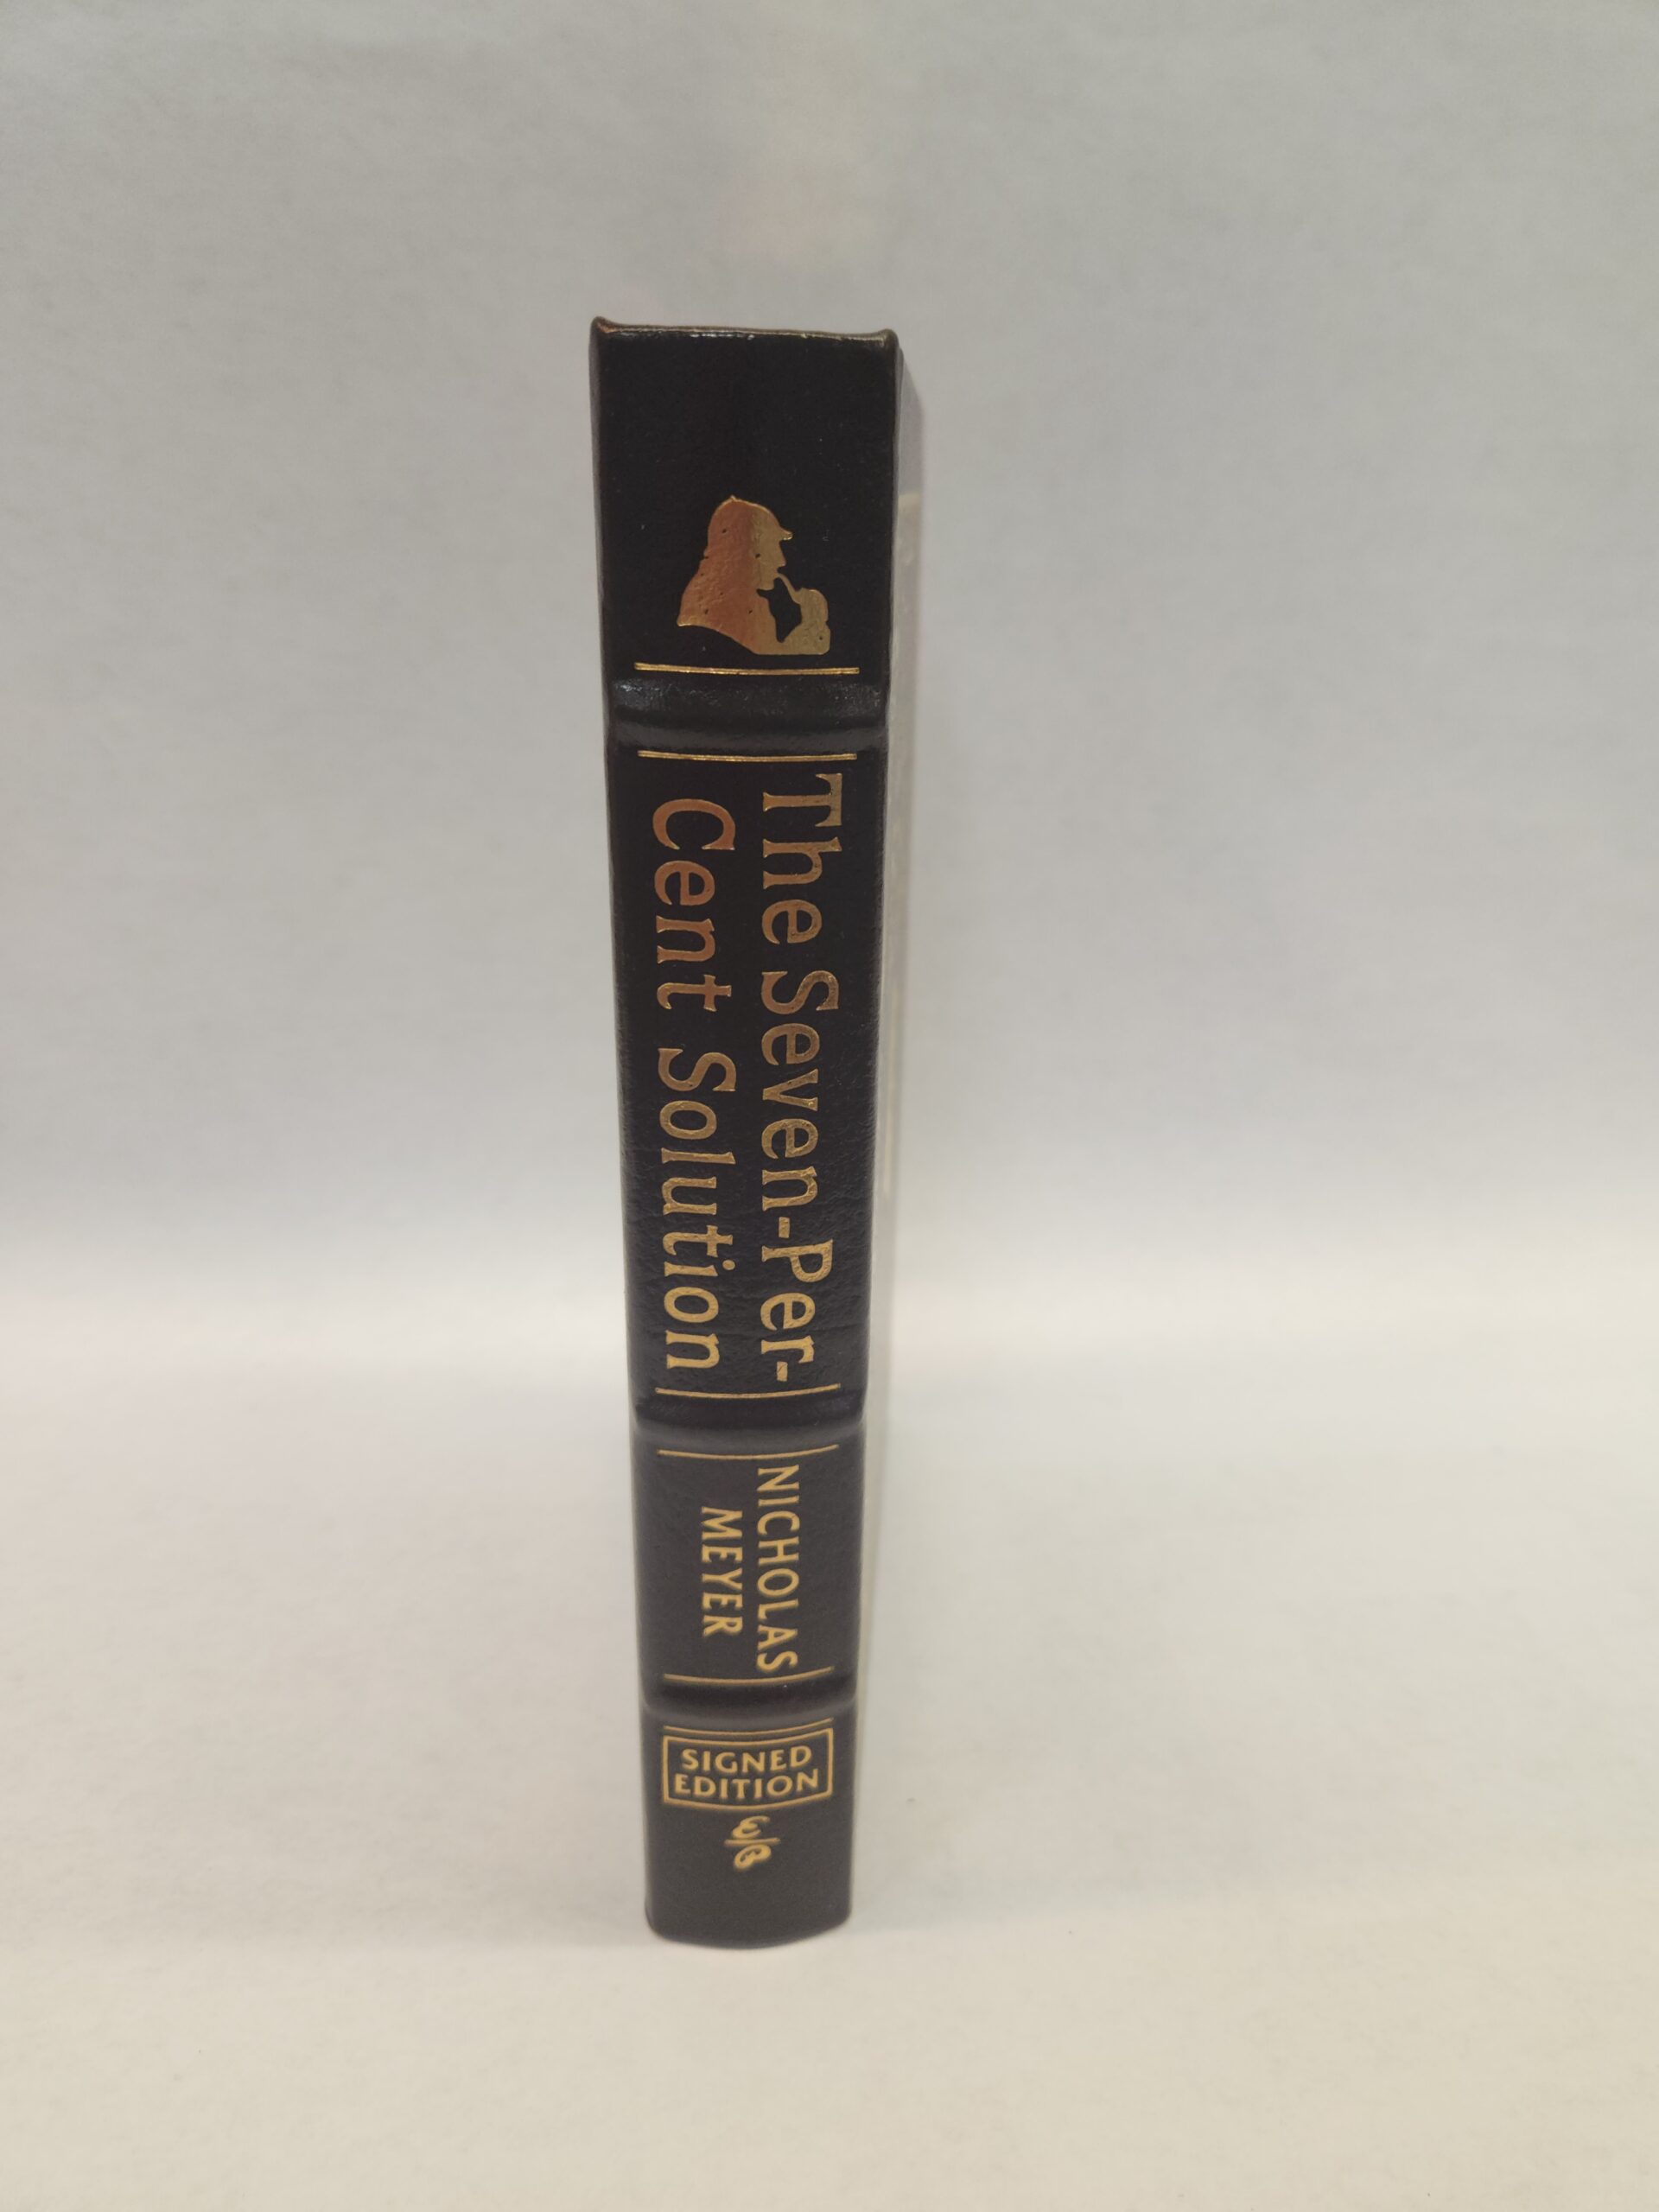 The Seven-Per-
Cent Solution
NICHOLAS
MEYER
SIGNED
EDITION
E/P